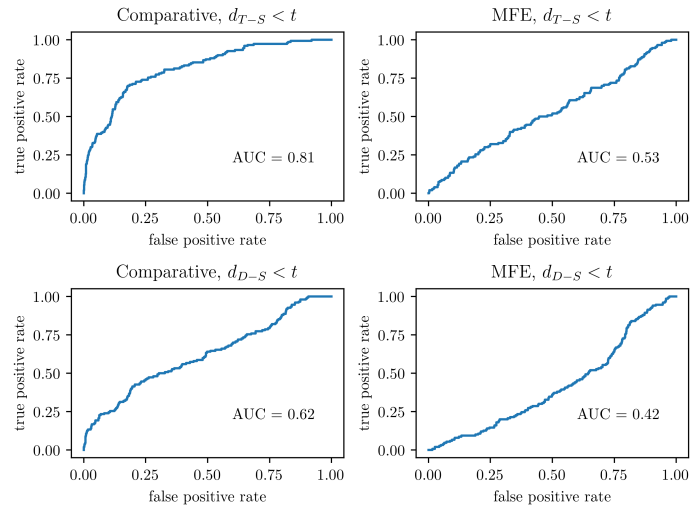 Comparative, d_{T−S} < t
MFE, d_{T−S} < t
true positive rate
1.00
0.75
0.50
0.25
0.00
AUC = 0.81
0.00 0.25 0.50 0.75 1.00
false positive rate
true positive rate
1.00
0.75
0.50
0.25
0.00
AUC = 0.53
0.00 0.25 0.50 0.75 1.00
false positive rate
Comparative, d_{D−S} < t
MFE, d_{D−S} < t
true positive rate
1.00
0.75
0.50
0.25
0.00
AUC = 0.62
0.00 0.25 0.50 0.75 1.00
false positive rate
true positive rate
1.00
0.75
0.50
0.25
0.00
AUC = 0.42
0.00 0.25 0.50 0.75 1.00
false positive rate